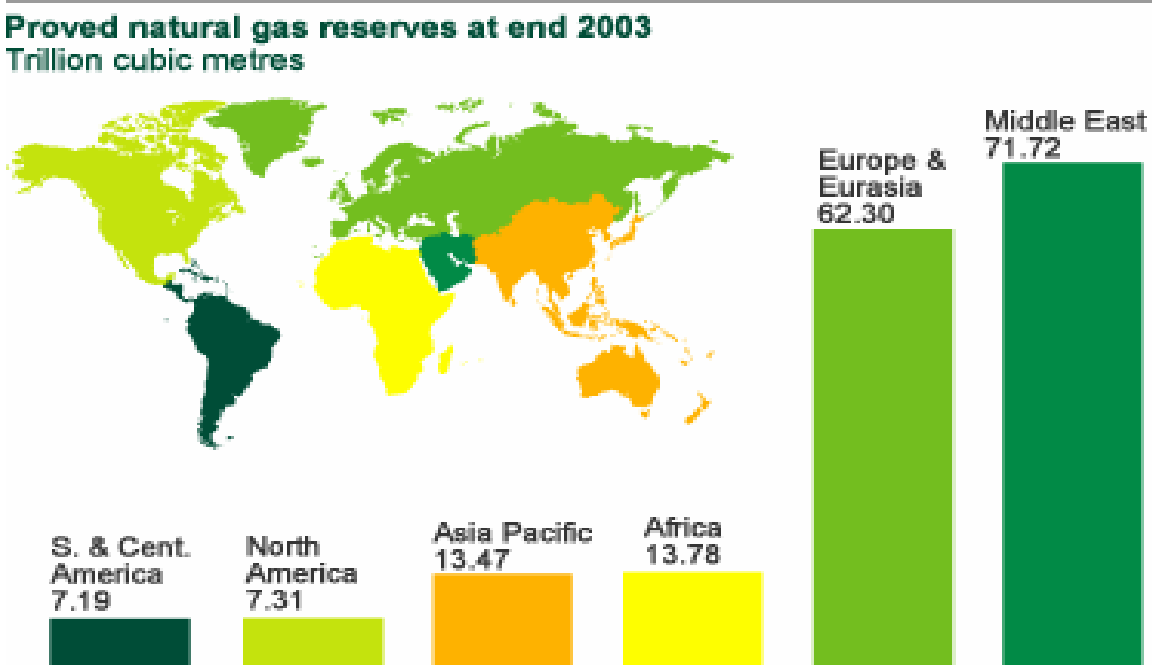 Proved natural gas reserves at end 2003
Trillion cubic metres
Middle East
71.72
Europe &
Eurasia
62.30
Africa
13.78
Asia Pacific
13.47
North
America
7.31
S. & Cent.
America
7.19